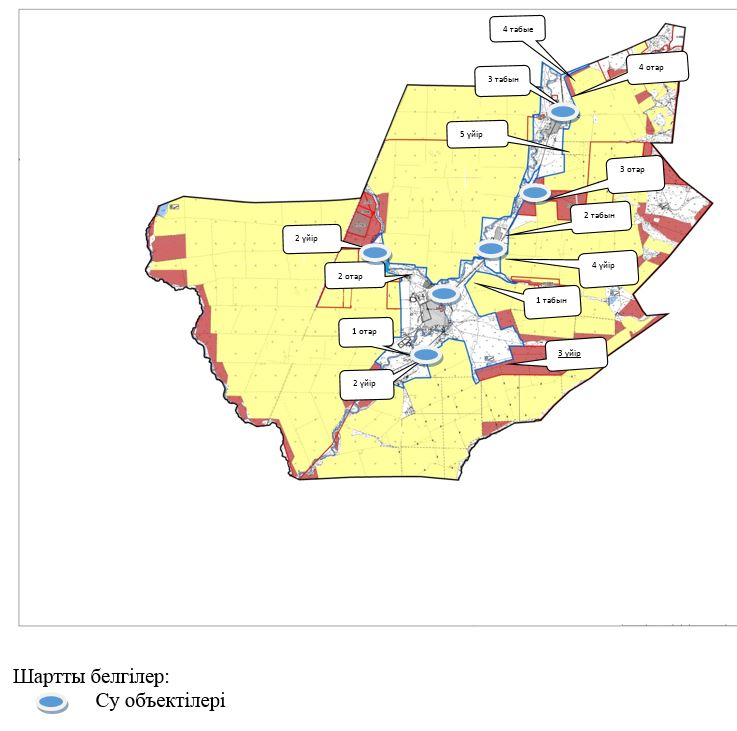 4 табые
4 отар
3 табын
5 үйір
3 отар
2 табын
2 үйір
4 үйір
2 отар
1 табын
1 отар
3 үйір
2 үйір
Шартты белгілер:
Су объектілері